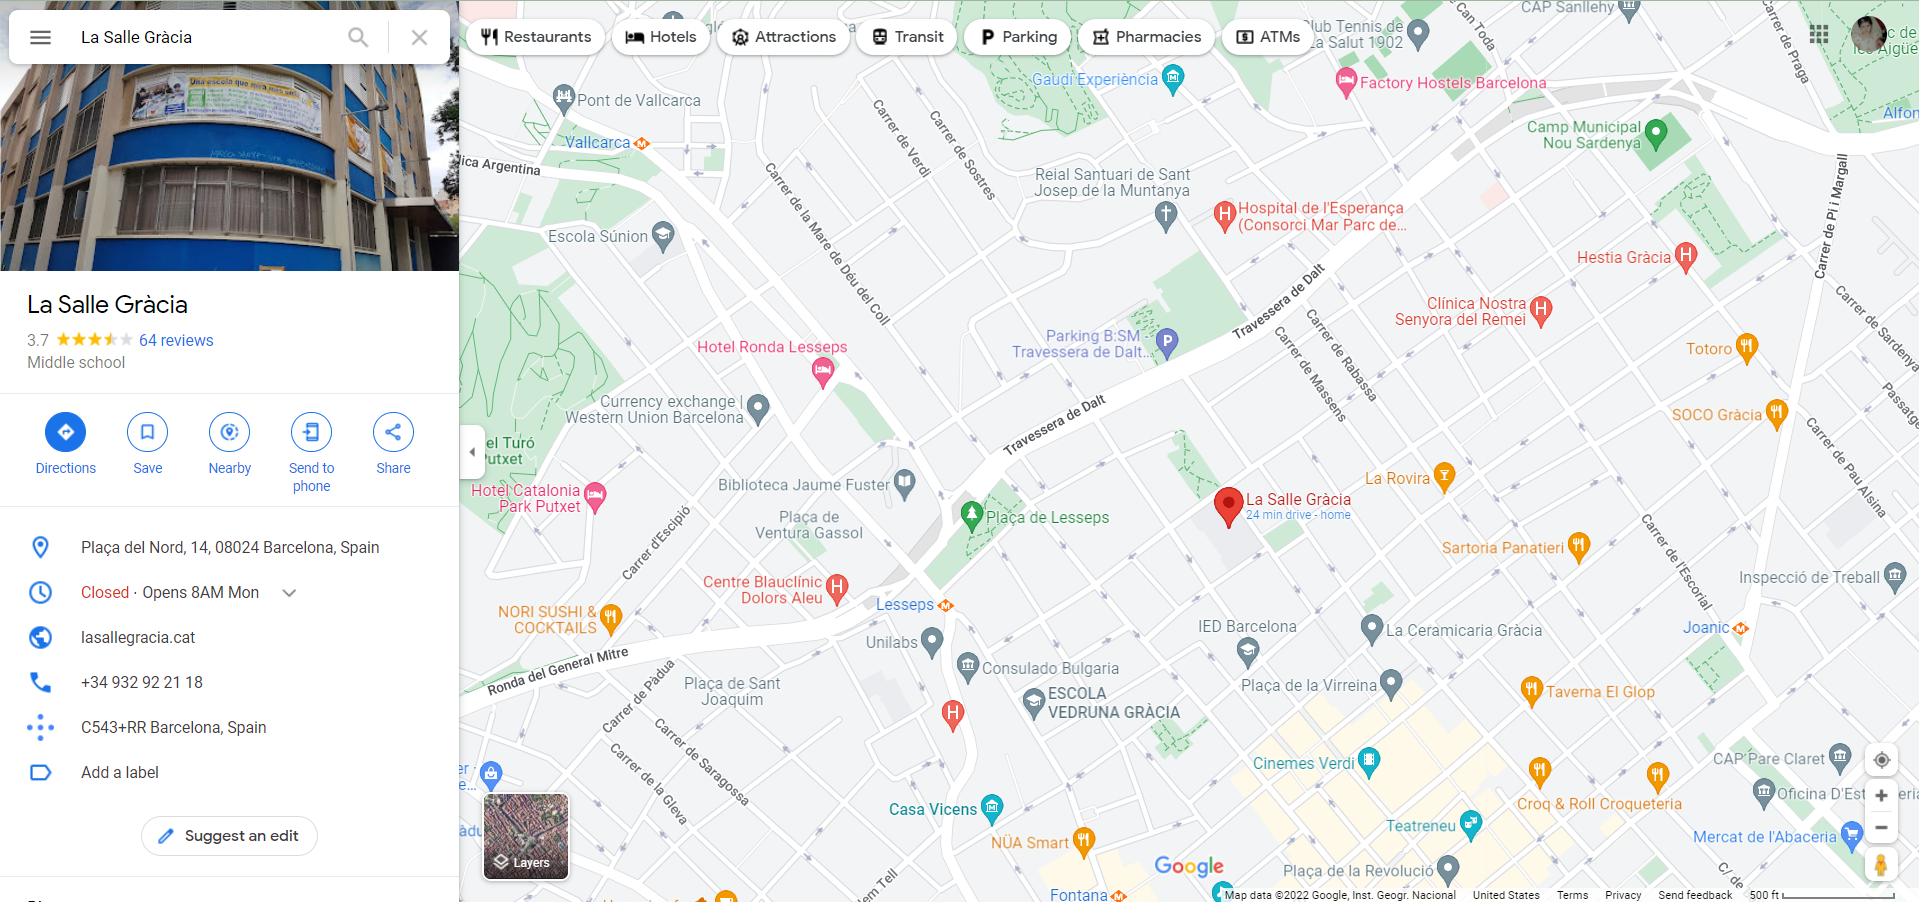 La Salle Gràcia
Restaurants
Hotels
Attractions
Transit
Parking
Pharmacies
ATMs
La Salle Gràcia
3.7
64 reviews
Middle school
Directions
Save
Nearby
Send to
phone
Share
Plaça del Nord, 14, 08024 Barcelona, Spain
Closed · Opens 8AM Mon
lasallegracia.cat
+34 932 92 21 18
C543+RR Barcelona, Spain
Add a label
Suggest an edit
Layers
CAP Sanllehy
Club Tennis de
La Salut 1902
Can Toda
Carrer de Praga
Gaudí Experiència
Factory Hostels Barcelona
Pont de Vallcarca
Vallcarca
Argentina
Carrer de Verdi
Carrer de Sostres
Camp Municipal
Nou Sardenya
Alfon
Carrer de Pi i Margall
Reial Santuari de Sant
Josep de la Muntanya
Hospital de l'Esperança
(Consorci Mar Parc de...
Hestia Gràcia
Escola Súnion
Carrer de la Mare de Déu del Coll
Clínica Nostra
Senyora del Remei
Travessera de Dalt
Carrer de Rabassa
Carrer de Massens
Carrer de Sardenya
Parking B:SM -
Travessera de Dalt...
Hotel Ronda Lesseps
Totoro
Currency exchange |
Western Union Barcelona
Travessera de Dalt
SOCO Gràcia
Passatge
Carrer de Pau Alsina
el Turó
Putxet
Hotel Catalonia
Park Putxet
Biblioteca Jaume Fuster
Plaça de
Ventura Gassol
Plaça de Lesseps
La Salle Gràcia
24 min drive - home
La Rovira
Carrer d'Escipió
Sartoria Panatieri
Carrer de l'Escorial
Inspecció de Treball
Centre Blauclínic
Dolors Aleu
NORI SUSHI &
COCKTAILS
Lesseps
Unilabs
IED Barcelona
La Ceramicaria Gràcia
Joanic
Ronda del General Mitre
Consulado Bulgaria
Plaça de Sant
Joaquim
Carrer de Pàdua
ESCOLA
VEDRUNA GRÀCIA
Plaça de la Virreina
Taverna El Glop
Carrer de Saragossa
Carrer de la Gleva
Cinemes Verdi
CAP Pare Claret
Croq & Roll Croqueteria
Oficina D'Est
Casa Vicens
NÜA Smart
Teatreneu
Mercat de l'Abaceria
Plaça de la Revolució
Fontana
Google
Map data ©2022 Google, Inst. Geogr. Nacional
United States
Terms
Privacy
Send feedback
500 ft